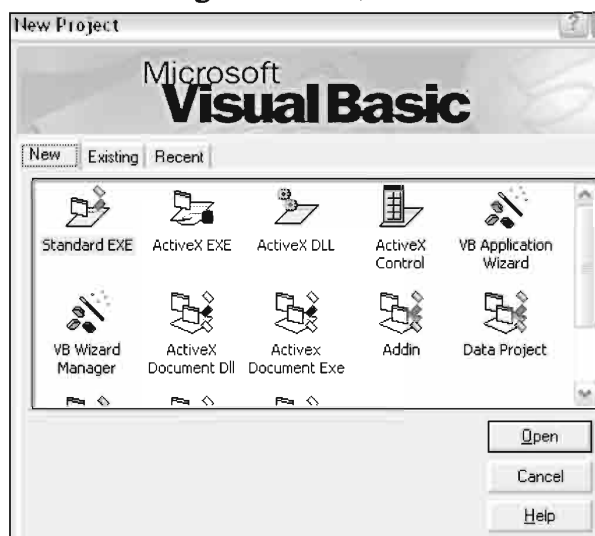 New Project
Microsoft
Visual Basic
New Existing Recent
Standard EXE ActiveX EXE ActiveX DLL ActiveX Control VB Application Wizard
VB Wizard Manager ActiveX Document Dll Activex Document Exe Addin Data Project
Open
Cancel
Help